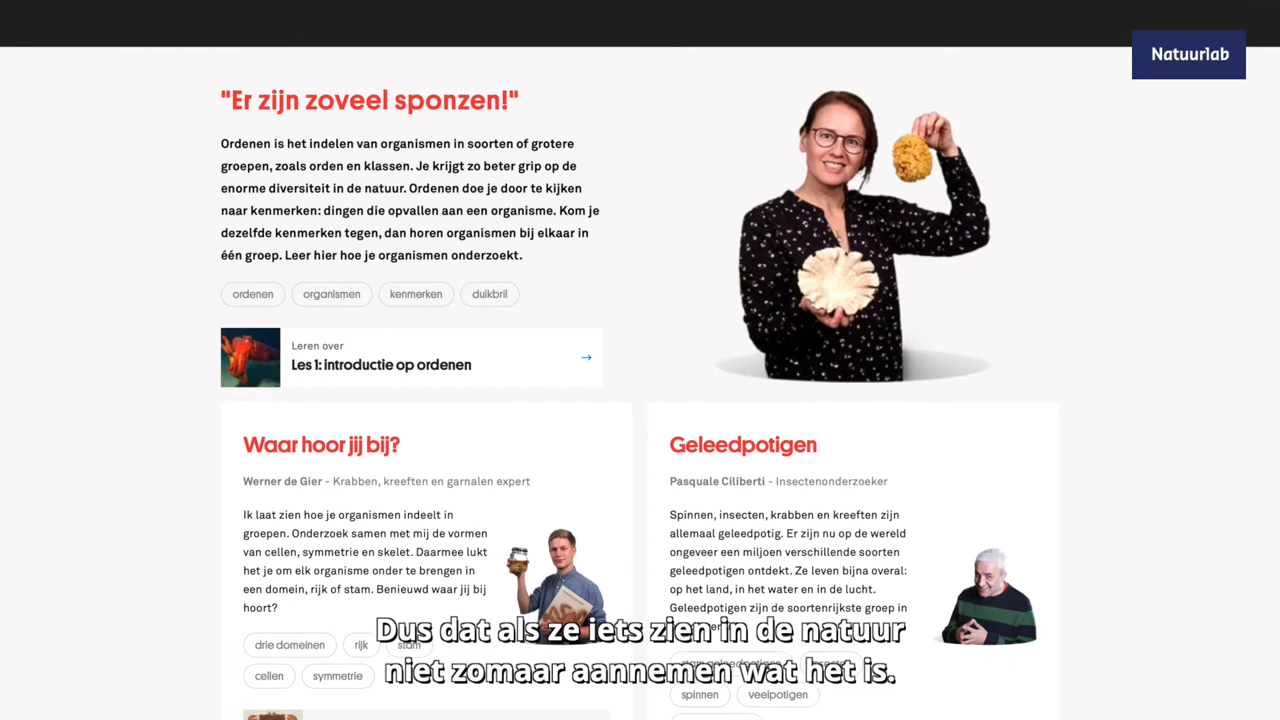 Natuurlab
"Er zijn zoveel sponzen!"
Ordenen is het indelen van organismen in soorten of grotere
groepen, zoals orden en klassen. Je krijgt zo beter grip op de
enorme diversiteit in de natuur. Ordenen doe je door te kijken
naar kenmerken: dingen die opvallen aan een organisme. Kom je
dezelfde kenmerken tegen, dan horen organismen bij elkaar in
één groep. Leer hier hoe je organismen onderzoekt.
ordenen organismen kenmerken duikbril
Leren over
Les 1: introductie op ordenen
→
Waar hoor jij bij?
Werner de Gier - Krabben, kreeften en garnalen expert
Ik laat zien hoe je organismen indeelt in
groepen. Onderzoek samen met mij de vormen
van cellen, symmetrie en skelet. Daarmee lukt
het je om elk organisme onder te brengen in
een domein, rijk of stam. Benieuwd waar jij bij
hoort?
drie domeinen rijk stam
cellen symmetrie
Geleedpotigen
Pasquale Ciliberti - Insectenonderzoeker
Spinnen, insecten, krabben en kreeften zijn
allemaal geleedpotig. Er zijn nu op de wereld
ongeveer een miljoen verschillende soorten
geleedpotigen ontdekt. Ze leven bijna overal:
op het land, in het water en in de lucht.
Geleedpotigen zijn de soortenrijkste groep in
stam geleedpotigen
spinnen veelpotigen
Dus dat als ze iets zien in de natuur
niet zomaar aannemen wat het is.